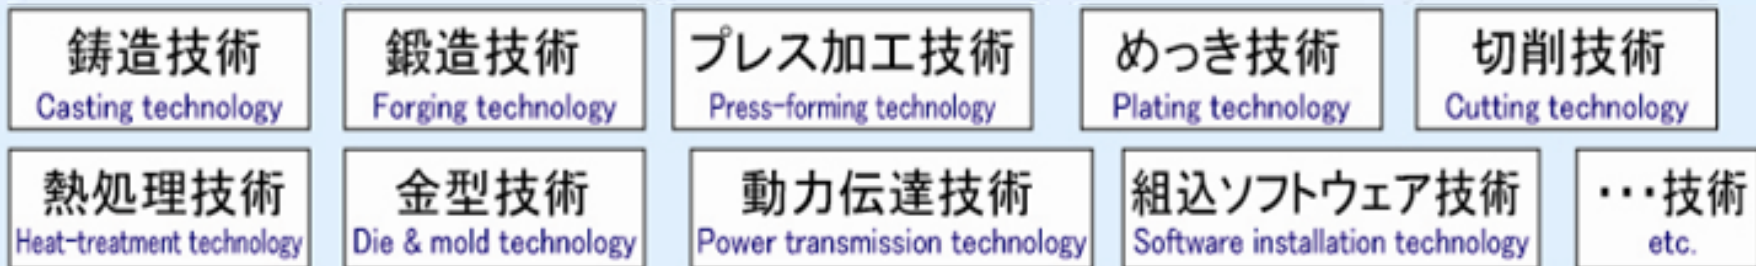 鋳造技術
Casting technology
鍛造技術
Forging technology
プレス加工技術
Press-forming technology
めっき技術
Plating technology
切削技術
Cutting technology
熱処理技術
Heat-treatment technology
金型技術
Die & mold technology
動力伝達技術
Power transmission technology
組込ソフトウェア技術
Software installation technology
・・・技術
etc.